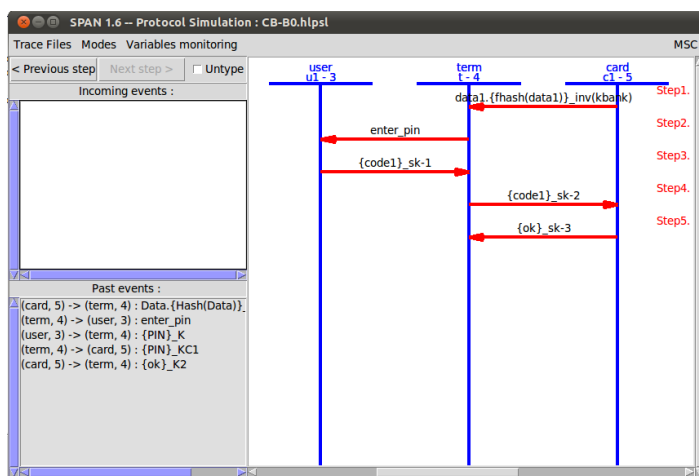 SPAN 1.6 -- Protocol Simulation : CB-B0.hlpsl
Trace Files Modes Variables monitoring MSC
< Previous step Next step > Untype
Incoming events :
Past events :
(card, 5) -> (term, 4) : Data.{Hash(Data)}_
(term, 4) -> (user, 3) : enter_pin
(user, 3) -> (term, 4) : {PIN}_K
(term, 4) -> (card, 5) : {PIN}_KC1
(card, 5) -> (term, 4) : {ok}_K2
user term card
u1 - 3 t - 4 c1 - 5
data1.{fhash(data1)}_inv(kbank) Step1.
enter_pin Step2.
{code1}_sk-1 Step3.
{code1}_sk-2 Step4.
{ok}_sk-3 Step5.